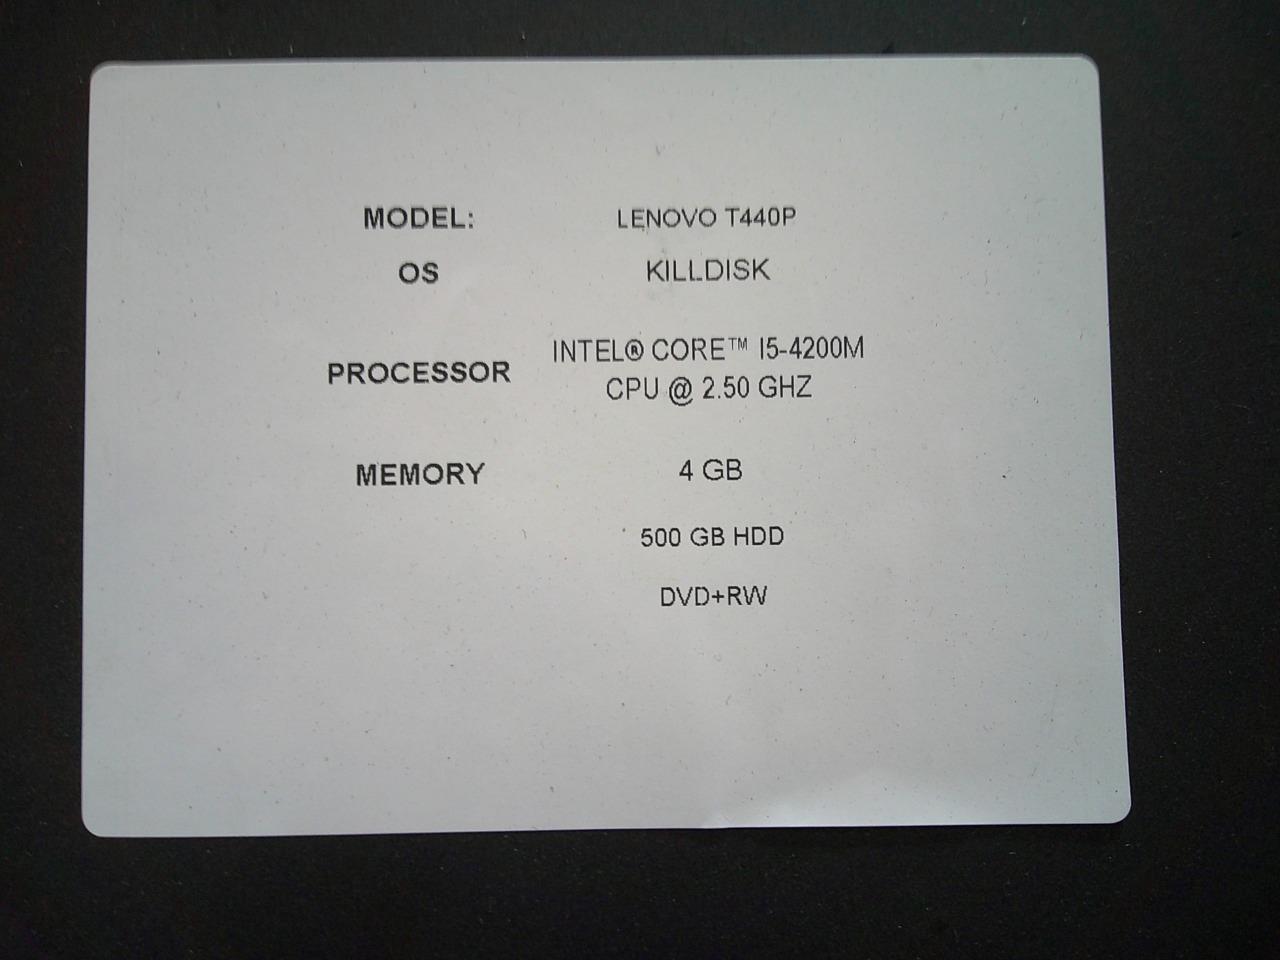 MODEL: LENOVO T440P
OS KILLDISK
PROCESSOR INTEL® CORE™ I5-4200M
CPU @ 2.50 GHZ
MEMORY 4 GB
500 GB HDD
DVD+RW